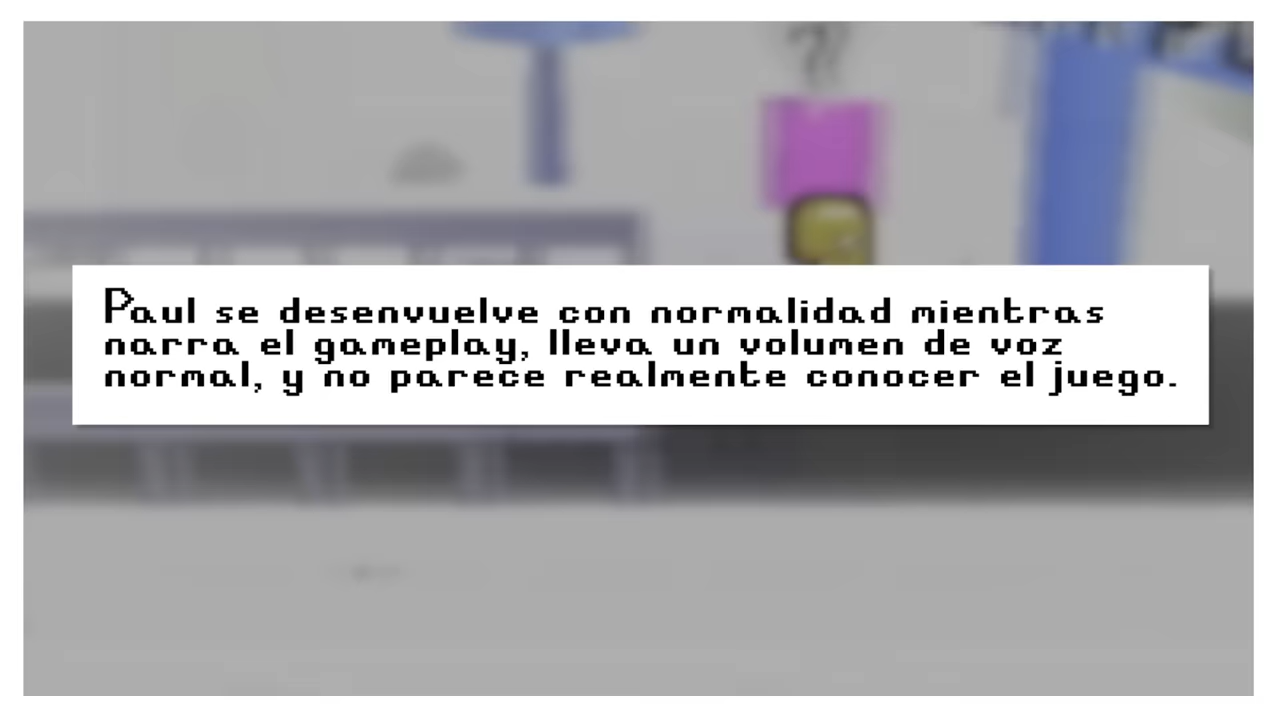 Paul se desenvuelve con normalidad mientras
narra el gameplay, lleva un volumen de voz
normal, y no parece realmente conocer el juego.